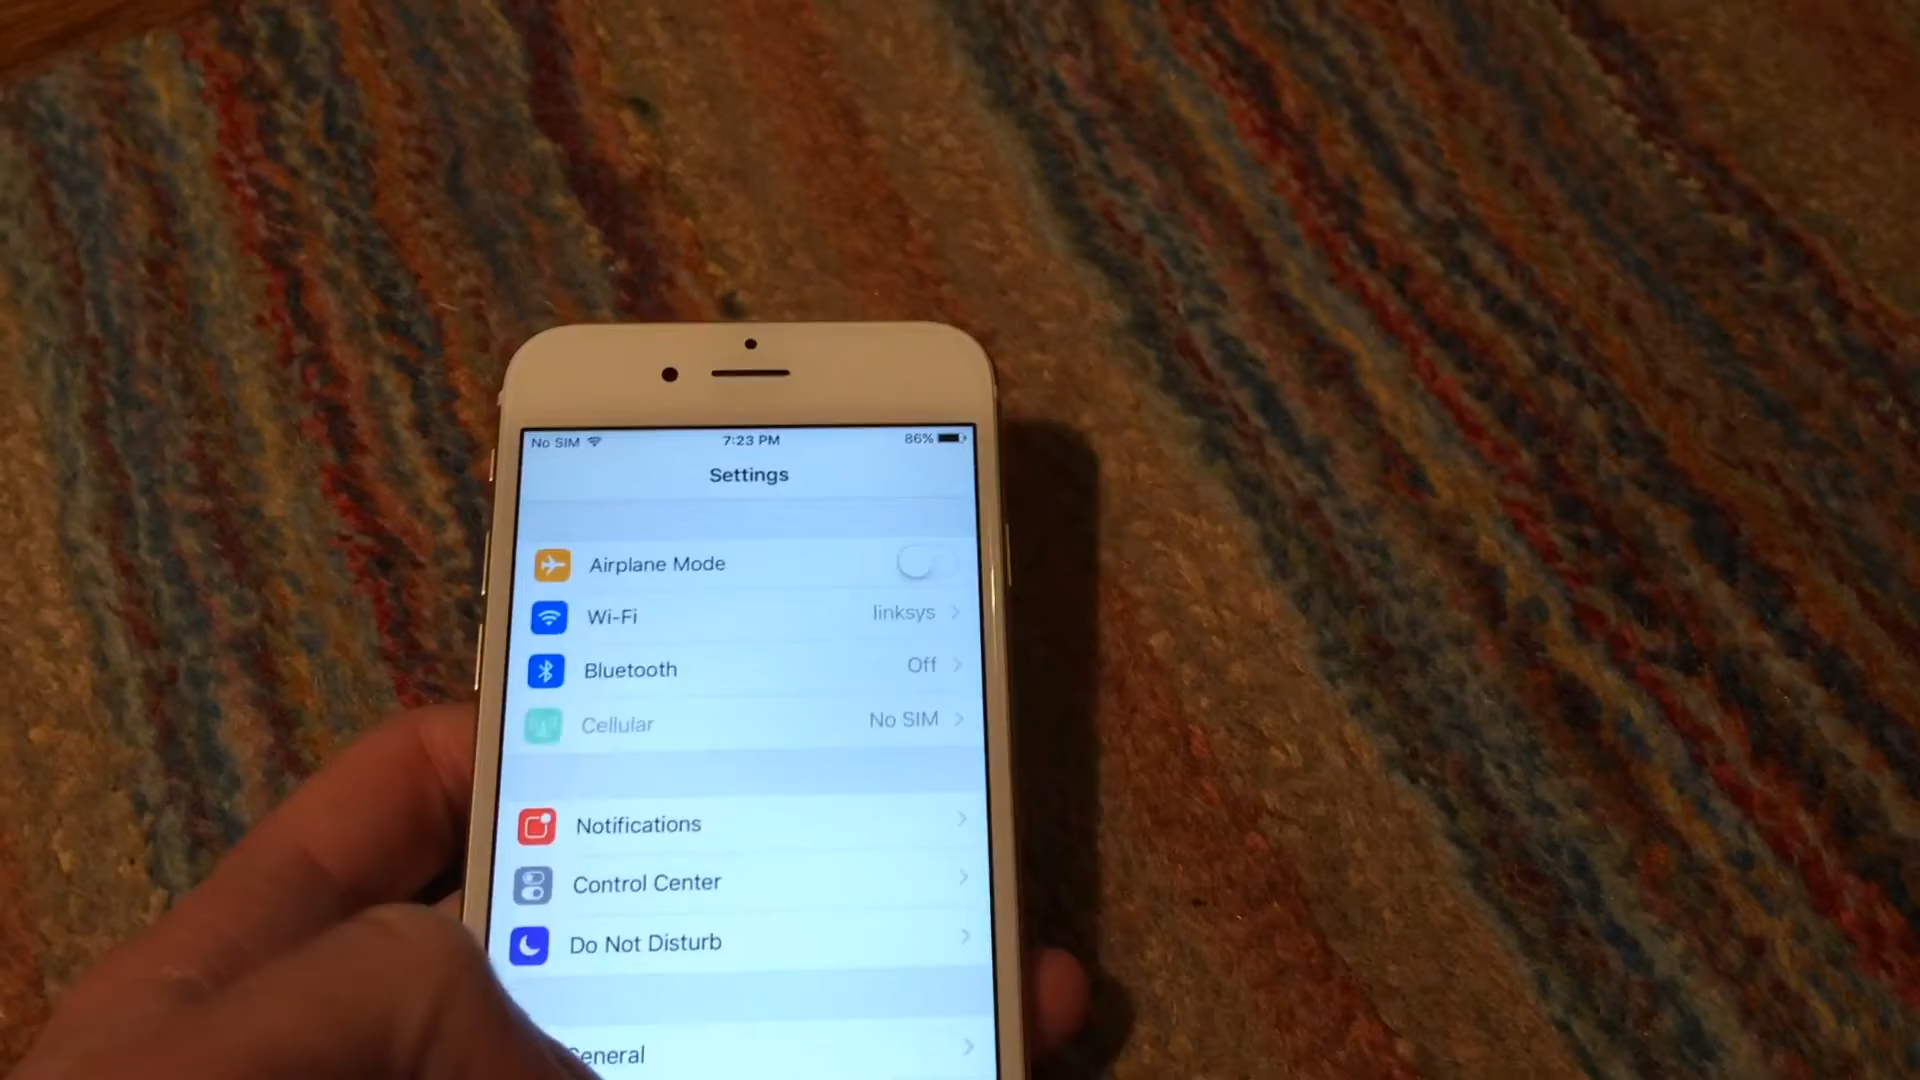 No SIM 7:23 PM 86%
Settings
Airplane Mode
Wi-Fi linksys
Bluetooth Off
Cellular No SIM
Notifications
Control Center
Do Not Disturb
General